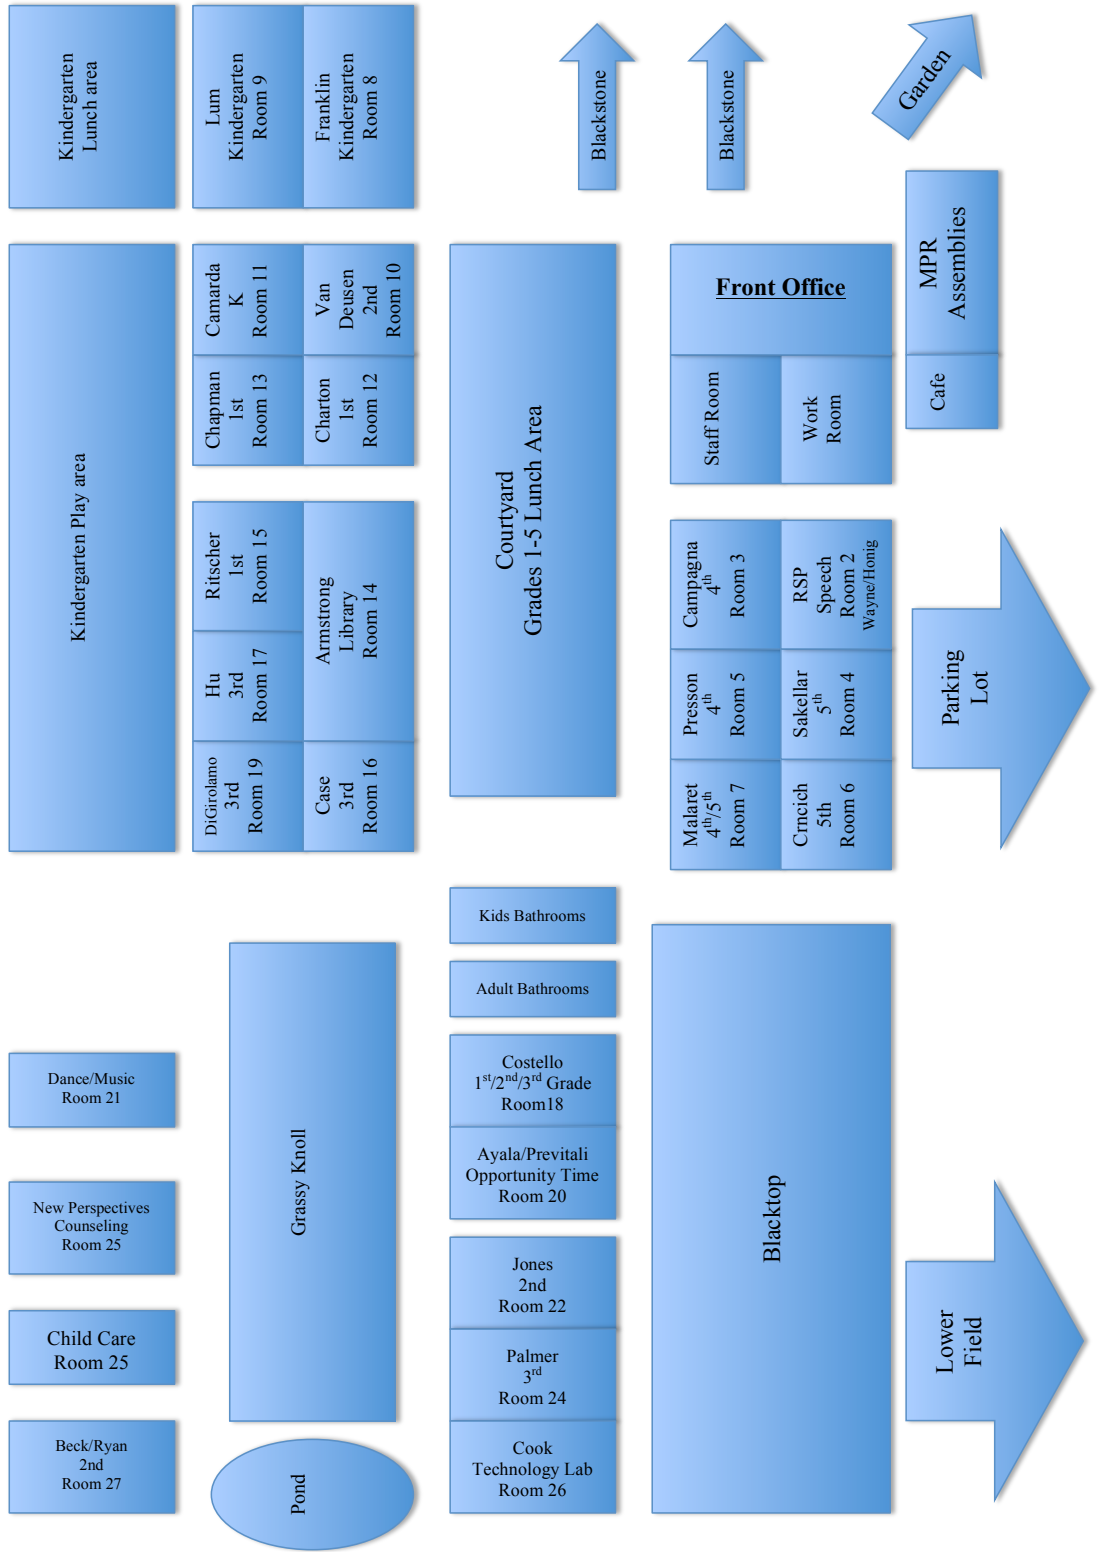 Kindergarten
Lunch area
Lum
Kindergarten
Room 9
Franklin
Kindergarten
Room 8
Blackstone
Blackstone
Garden
Kindergarten Play area
Camarda
K
Room 11
Van
Deusen
2nd
Room 10
Chapman
1st
Room 13
Charton
1st
Room 12
Ritscher
1st
Room 15
Hu
3rd
Room 17
Armstrong
Library
Room 14
DiGirolamo
3rd
Room 19
Case
3rd
Room 16
Courtyard
Grades 1-5 Lunch Area
Front Office
Staff Room
Work
Room
MPR
Assemblies
Cafe
Campagna
4th
Room 3
RSP
Speech
Room 2
Wayne/Honig
Presson
4th
Room 5
Sakellar
5th
Room 4
Malaret
4th/5th
Room 7
Crncich
5th
Room 6
Parking
Lot
Kids Bathrooms
Adult Bathrooms
Costello
1st/2nd/3rd Grade
Room18
Ayala/Previtali
Opportunity Time
Room 20
Jones
2nd
Room 22
Palmer
3rd
Room 24
Cook
Technology Lab
Room 26
Dance/Music
Room 21
New Perspectives
Counseling
Room 25
Child Care
Room 25
Beck/Ryan
2nd
Room 27
Grassy Knoll
Pond
Blacktop
Lower
Field